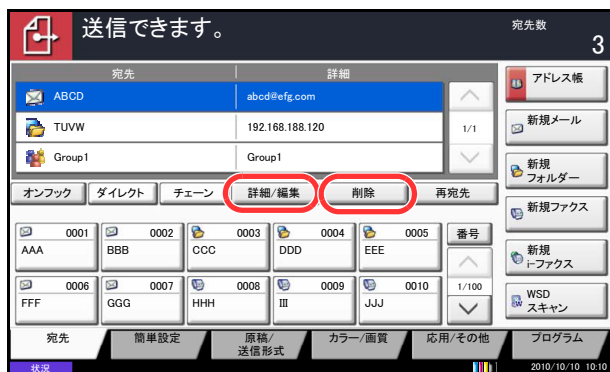 送信できます。
宛先数
3
宛先 詳細
ABCD abcd@efg.com
TUVW 192.168.188.120 1/1
Group1 Group1
アドレス帳
新規メール
新規
フォルダー
新規ファクス
新規
i-ファクス
WSD
スキャン
オンフック ダイレクト チェーン 詳細/編集 削除 再宛先
0001 0002 0003 0004 0005 番号
AAA BBB CCC DDD EEE
0006 0007 0008 0009 0010 1/100
FFF GGG HHH III JJJ
宛先 簡単設定 原稿/
送信形式 カラー/画質 応用/その他 プログラム
状況 2010/10/10 10:10